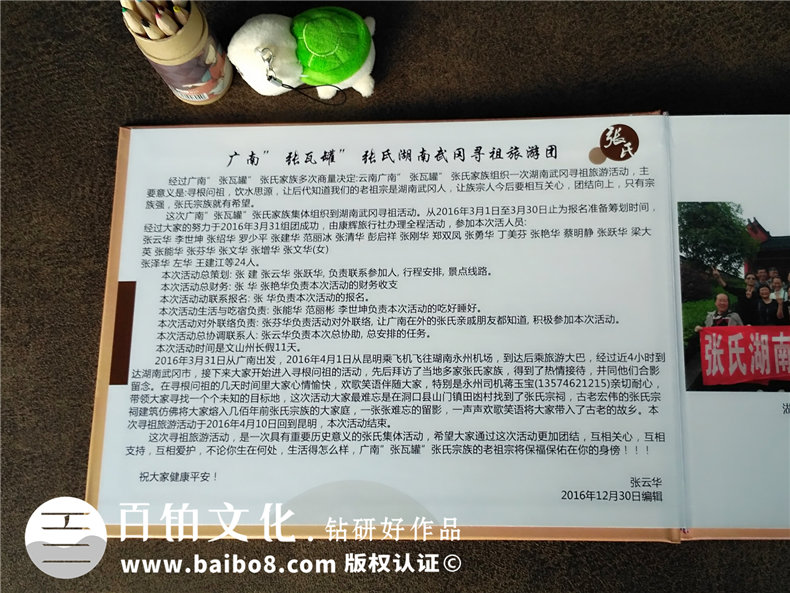 广南”张瓦罐”张氏湖南武冈寻祖旅游团
张氏
经过广南”张瓦罐”张氏家族多次商量决定:云南广南”张瓦罐”张氏家族组织一次湖南武冈寻祖旅游活动，主
要意义是:寻根问祖，饮水思源，让后代知道我们的老祖宗是湖南武冈人，让族宗人今后要相互关心，团结向上，只有宗
族强，张氏宗族就有希望。
这次广南”张瓦罐”张氏家族集体组织到湖南武冈寻祖活动。从2016年3月1日至3月30日止为报名准备筹划时间，
经过大家的努力于2016年3月31组团成功，由康辉旅行社办理全程活动，参加本次活人员:
张云华 李世坤 张绍华 罗少平 张建华 范丽冰 张清华 彭启祥 张刚华 郑双凤 张勇华 丁美芬 张艳华 蔡明静 张跃华 梁大
英 张能华 张芬华 张文华 张增华 张文华(女)
张泽华 左华 王建江等24人。
本次活动总策划: 张 建 张云华 张跃华, 负责联系参加人, 行程安排, 景点线路。
本次活动总财务: 张 华 张艳华负责本次活动的财务收支
本次活动动联系报名: 张 华负责本次活动的报名。
本次活动生活与吃宿负责: 张能华 范丽彬 李世坤负责本次活动的吃好睡好。
本次活动对外联络负责: 张芬华负责活动对外联络, 让广南在外的张氏亲戚朋友都知道, 积极参加本次活动。
本次活动总协调联系人: 张云华负责本次总协助, 总安排的任务。
本次活动时间是文山州长假11天。
2016年3月31日从广南出发，2016年4月1日从昆明乘飞机飞往湖南永州机场，到达后乘旅游大巴，经过近4小时到
达湖南武冈市，接下来大家开始进入寻根问祖的活动，先后拜访了当地多家张氏家族，得到了热情接待，并同他们合影
留念。在寻根问祖的几天时间里大家心情愉快，欢歌笑语伴随大家，特别是永州司机蒋玉宝(13574621215)亲切耐心，
带领大家寻找一个个未知的目标地，这次活动大家最难忘是在洞口县山门镇田凼村找到了张氏宗祠，古老宏伟的张氏宗
祠建筑仿佛将大家熔入几佰年前张氏宗族的大家庭，一张张难忘的留影，一声声欢歌笑语将大家带入了古老的故乡。本
次寻祖旅游活动于2016年4月10日回到昆明，本次活动结束。
这次寻祖旅游活动，是一次具有重要历史意义的张氏集体活动，希望大家通过这次活动更加团结，互相关心，互相
支持，互相爱护，不论你生在何处，生活得怎么样，广南”张瓦罐”张氏宗族的老祖宗将保福保佑在你的身傍！！！
祝大家健康平安！
张云华
2016年12月30日编辑
张氏湖南
百铂文化.钻研好作品
www.baibo8.com 版权认证©